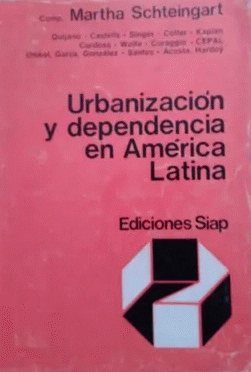 Comp. Martha Schteingart
Quijano - Castells - Singer - Cotler - Kaplan
Cardoso - Wolfe - Coraggio - CEPAL
Unikel, Garza, González - Santos - Acosta, Hardoy
Urbanización
y dependencia
en América
Latina
Ediciones Siap